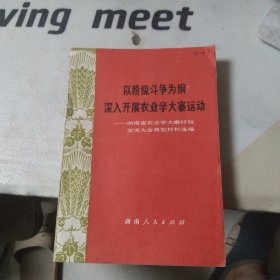 以阶级斗争为纲
深入开展农业学大寨运动
——湖南省农业学大寨经验
交流大会典型材料选编
湖南人民出版社